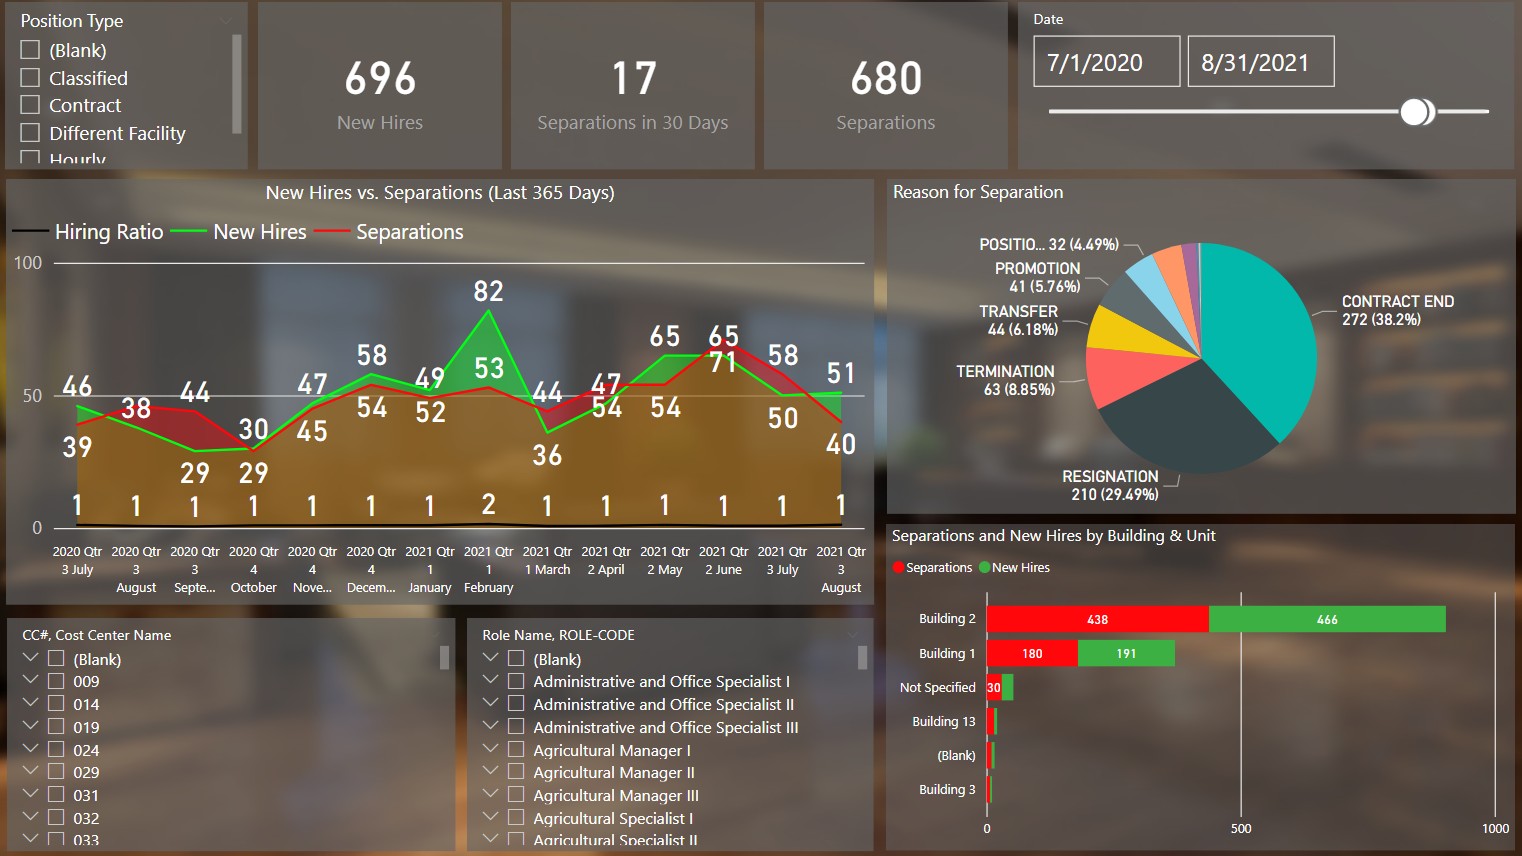 Position Type
(Blank)
Classified
Contract
Different Facility
Hourly
696
New Hires
17
Separations in 30 Days
680
Separations
Date
7/1/2020
8/31/2021
New Hires vs. Separations (Last 365 Days)
Hiring Ratio
New Hires
Separations
100
50
0
46
38
44
30
47
58
49
82
53
44
47
65
65
71
58
51
39
29
29
45
54
52
36
54
54
50
40
1
1
1
1
1
1
1
2
1
1
1
1
1
1
2020 Qtr
3 July
2020 Qtr
3
August
2020 Qtr
3
Septe...
2020 Qtr
4
October
2020 Qtr
4
Nove...
2020 Qtr
4
Decem...
2021 Qtr
1
January
2021 Qtr
1
February
2021 Qtr
1 March
2021 Qtr
2 April
2021 Qtr
2 May
2021 Qtr
2 June
2021 Qtr
3 July
2021 Qtr
3
August
Reason for Separation
POSITIO... 32 (4.49%)
PROMOTION
41 (5.76%)
TRANSFER
44 (6.18%)
TERMINATION
63 (8.85%)
RESIGNATION
210 (29.49%)
CONTRACT END
272 (38.2%)
Separations and New Hires by Building & Unit
Separations
New Hires
Building 2
438
466
Building 1
180
191
Not Specified
30
Building 13
(Blank)
Building 3
0
500
1000
CC#, Cost Center Name
(Blank)
009
014
019
024
029
031
032
033
Role Name, ROLE-CODE
(Blank)
Administrative and Office Specialist I
Administrative and Office Specialist II
Administrative and Office Specialist III
Agricultural Manager I
Agricultural Manager II
Agricultural Manager III
Agricultural Specialist I
Agricultural Specialist II